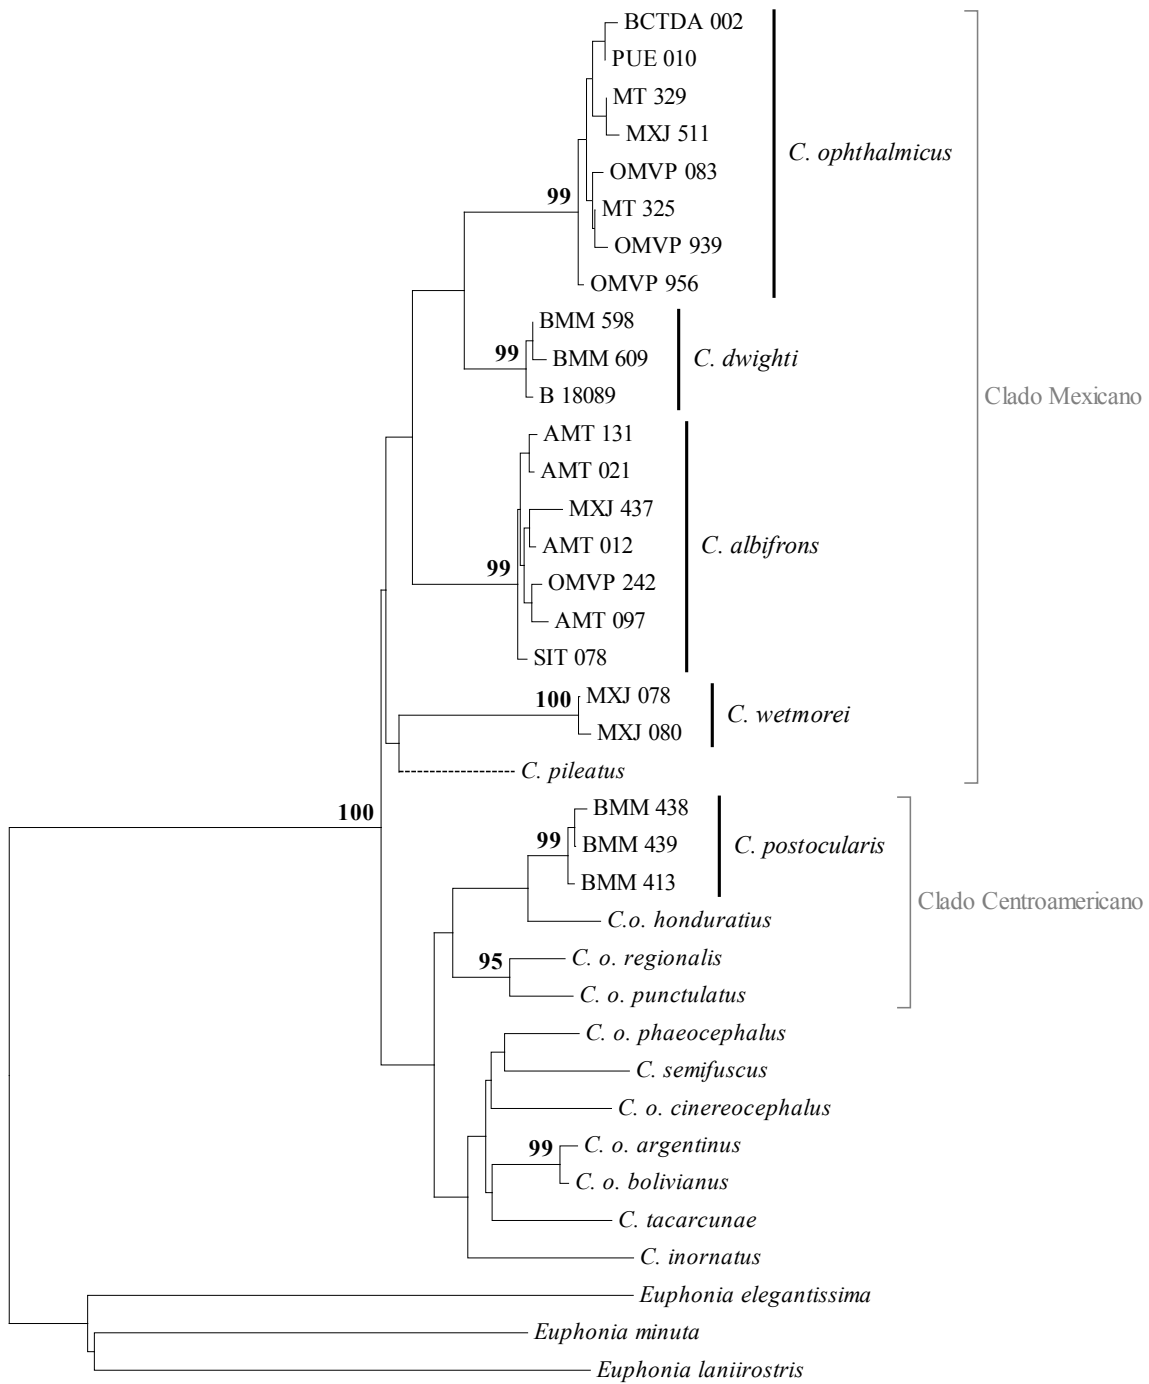 BCTDA 002
PUE 010
MT 329
MXJ 511
C. ophthalmicus
OMVP 083
99
MT 325
OMVP 939
OMVP 956
BMM 598
99
BMM 609
C. dwighti
B 18089
Clado Mexicano
AMT 131
AMT 021
MXJ 437
AMT 012
C. albifrons
99
OMVP 242
AMT 097
SIT 078
100
MXJ 078
C. wetmorei
MXJ 080
C. pileatus
100
BMM 438
99
BMM 439
C. postocularis
BMM 413
Clado Centroamericano
C.o. honduratius
95
C. o. regionalis
C. o. punctulatus
C. o. phaeocephalus
C. semifuscus
C. o. cinereocephalus
99
C. o. argentinus
C. o. bolivianus
C. tacarcunae
C. inornatus
Euphonia elegantissima
Euphonia minuta
Euphonia laniirostris